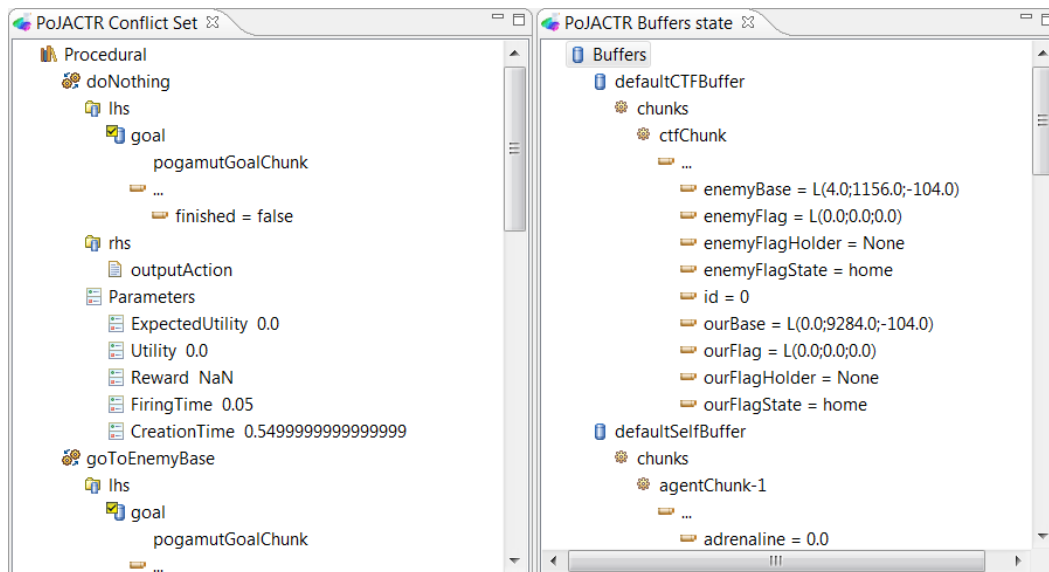 PoJACTR Conflict Set
Procedural
doNothing
lhs
goal
pogamutGoalChunk
...
finished = false
rhs
outputAction
Parameters
ExpectedUtility 0.0
Utility 0.0
Reward NaN
FiringTime 0.05
CreationTime 0.5499999999999999
goToEnemyBase
lhs
goal
pogamutGoalChunk
...
PoJACTR Buffers state
Buffers
defaultCTFBuffer
chunks
ctfChunk
...
enemyBase = L(4.0;1156.0;-104.0)
enemyFlag = L(0.0;0.0;0.0)
enemyFlagHolder = None
enemyFlagState = home
id = 0
ourBase = L(0.0;9284.0;-104.0)
ourFlag = L(0.0;0.0;0.0)
ourFlagHolder = None
ourFlagState = home
defaultSelfBuffer
chunks
agentChunk-1
...
adrenaline = 0.0